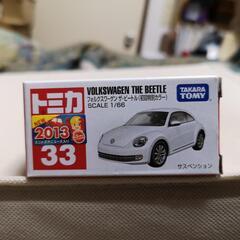 トミカ
2013
33
VOLKSWAGEN THE BEETLE
フォルクスワーゲン ザ・ビートル(初回特別カラー)
SCALE 1/66
TAKARA
TOMY
サスペンション